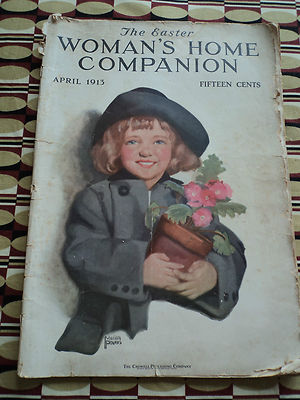 The Easter
WOMAN'S HOME
COMPANION
APRIL 1913
FIFTEEN CENTS
THE CROWELL PUBLISHING COMPANY